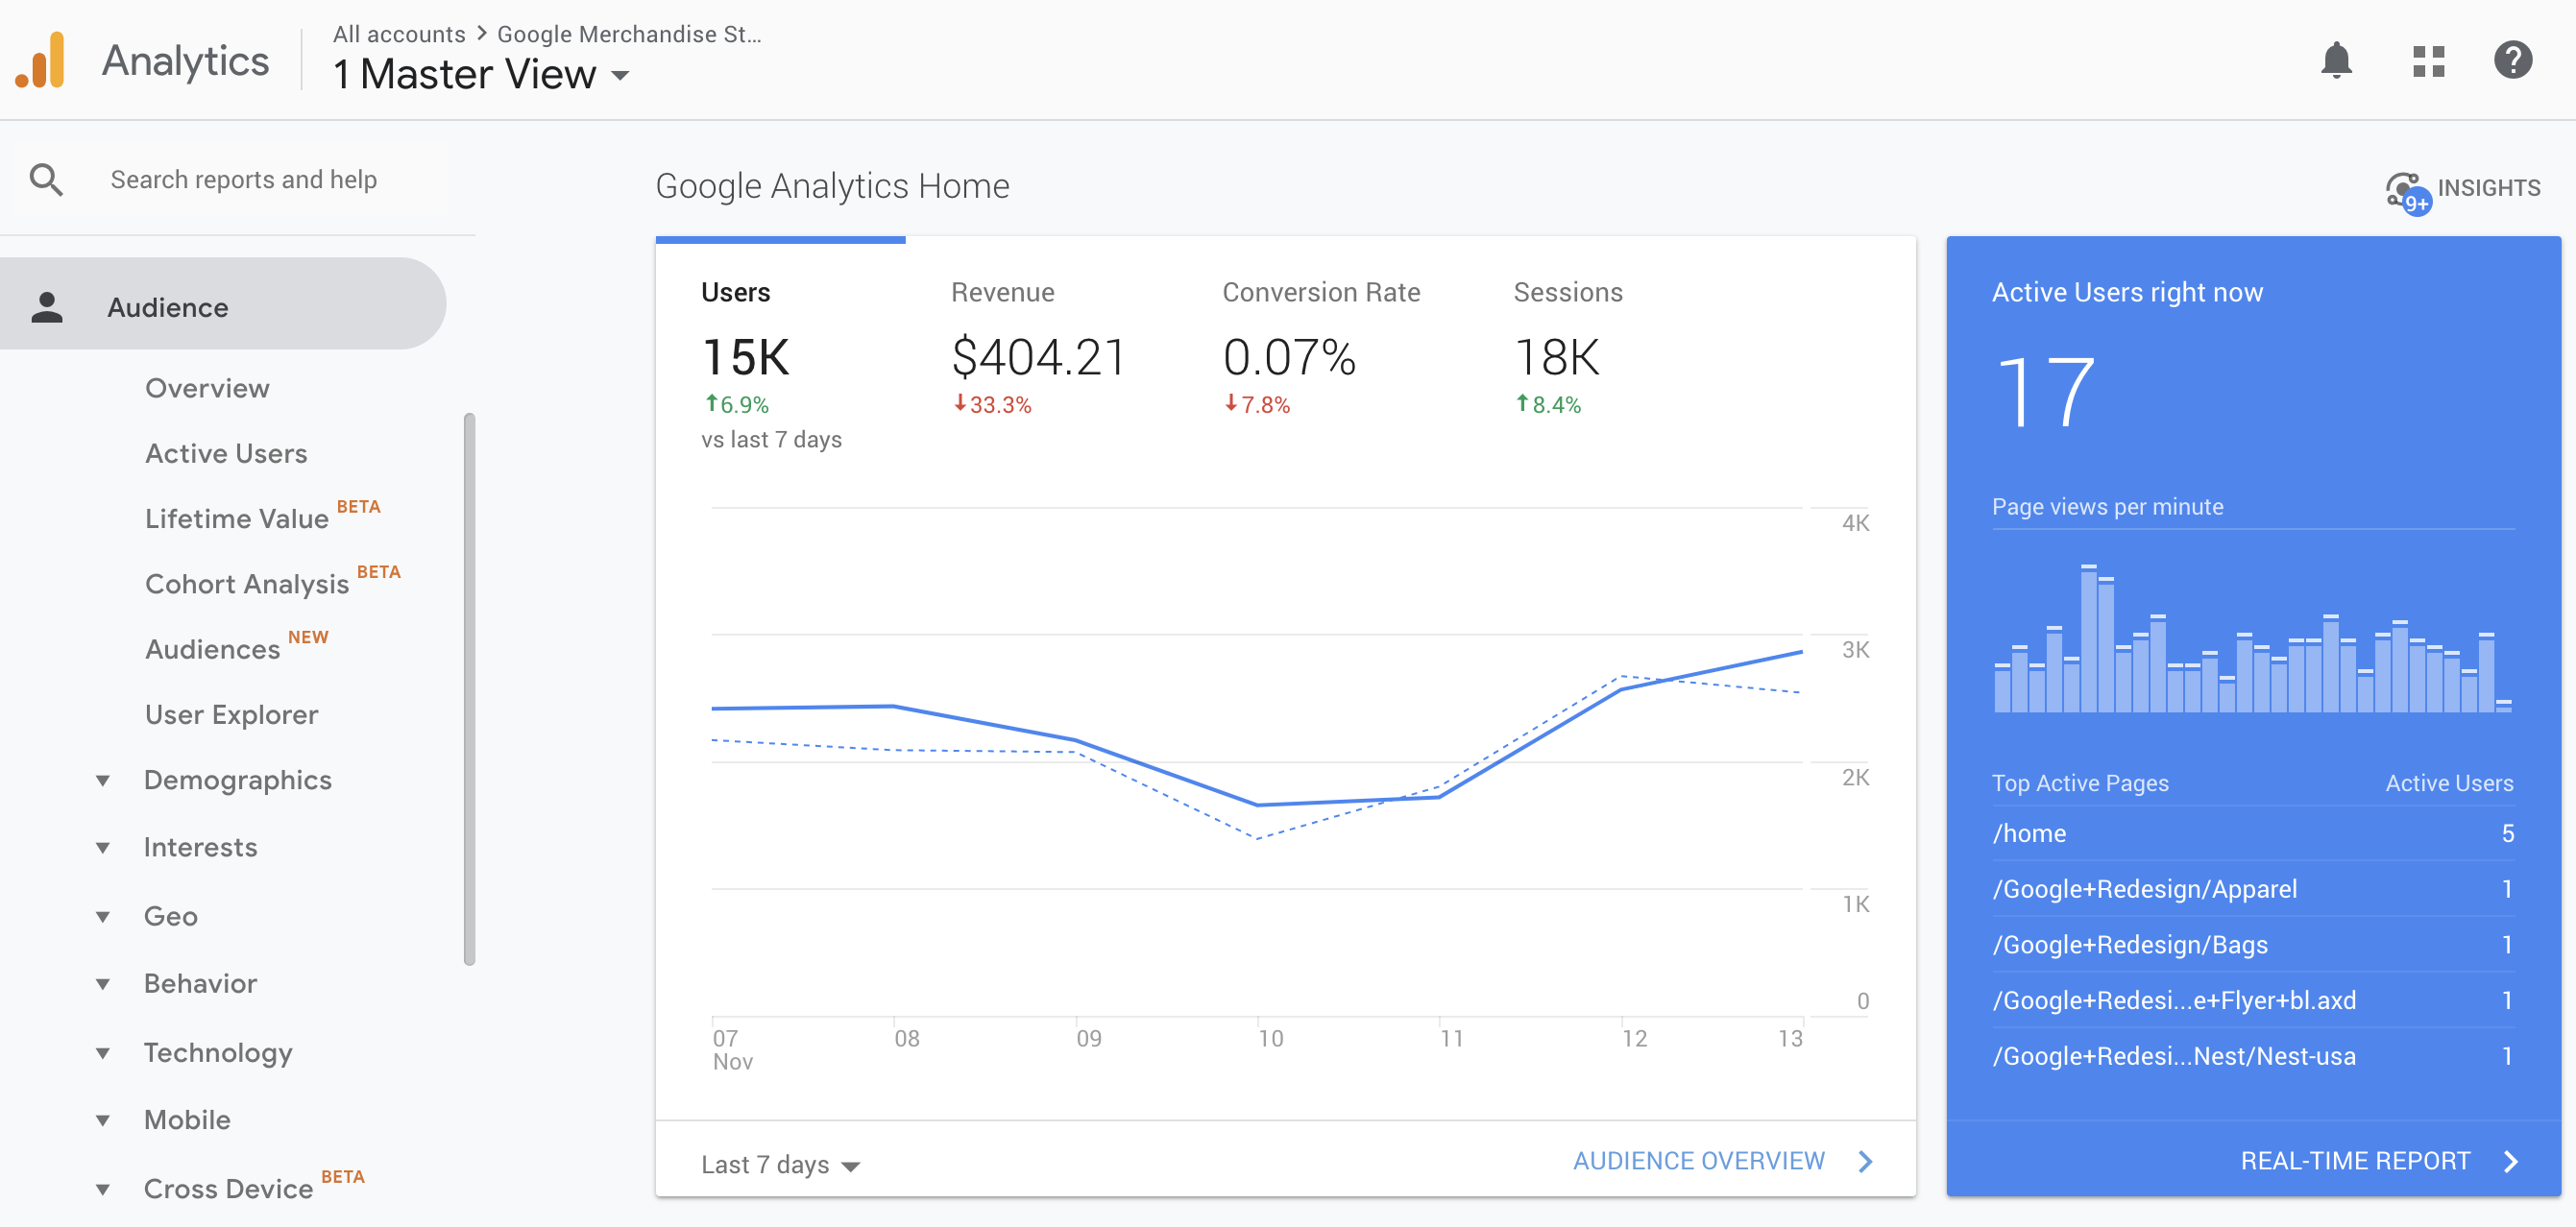 Analytics
All accounts > Google Merchandise St...
1 Master View
Search reports and help
Audience
Overview
Active Users
Lifetime Value BETA
Cohort Analysis BETA
Audiences NEW
User Explorer
Demographics
Interests
Geo
Behavior
Technology
Mobile
Cross Device BETA
Google Analytics Home
9+ INSIGHTS
Users
15K
6.9%
vs last 7 days
Revenue
$404.21
33.3%
Conversion Rate
0.07%
7.8%
Sessions
18K
8.4%
4K
3K
2K
1K
0
07 08 09 10 11 12 13
Nov
Last 7 days
AUDIENCE OVERVIEW
Active Users right now
17
Page views per minute
Top Active Pages Active Users
/home 5
/Google+Redesign/Apparel 1
/Google+Redesign/Bags 1
/Google+Redesi...e+Flyer+bl.axd 1
/Google+Redesi...Nest/Nest-usa 1
REAL-TIME REPORT